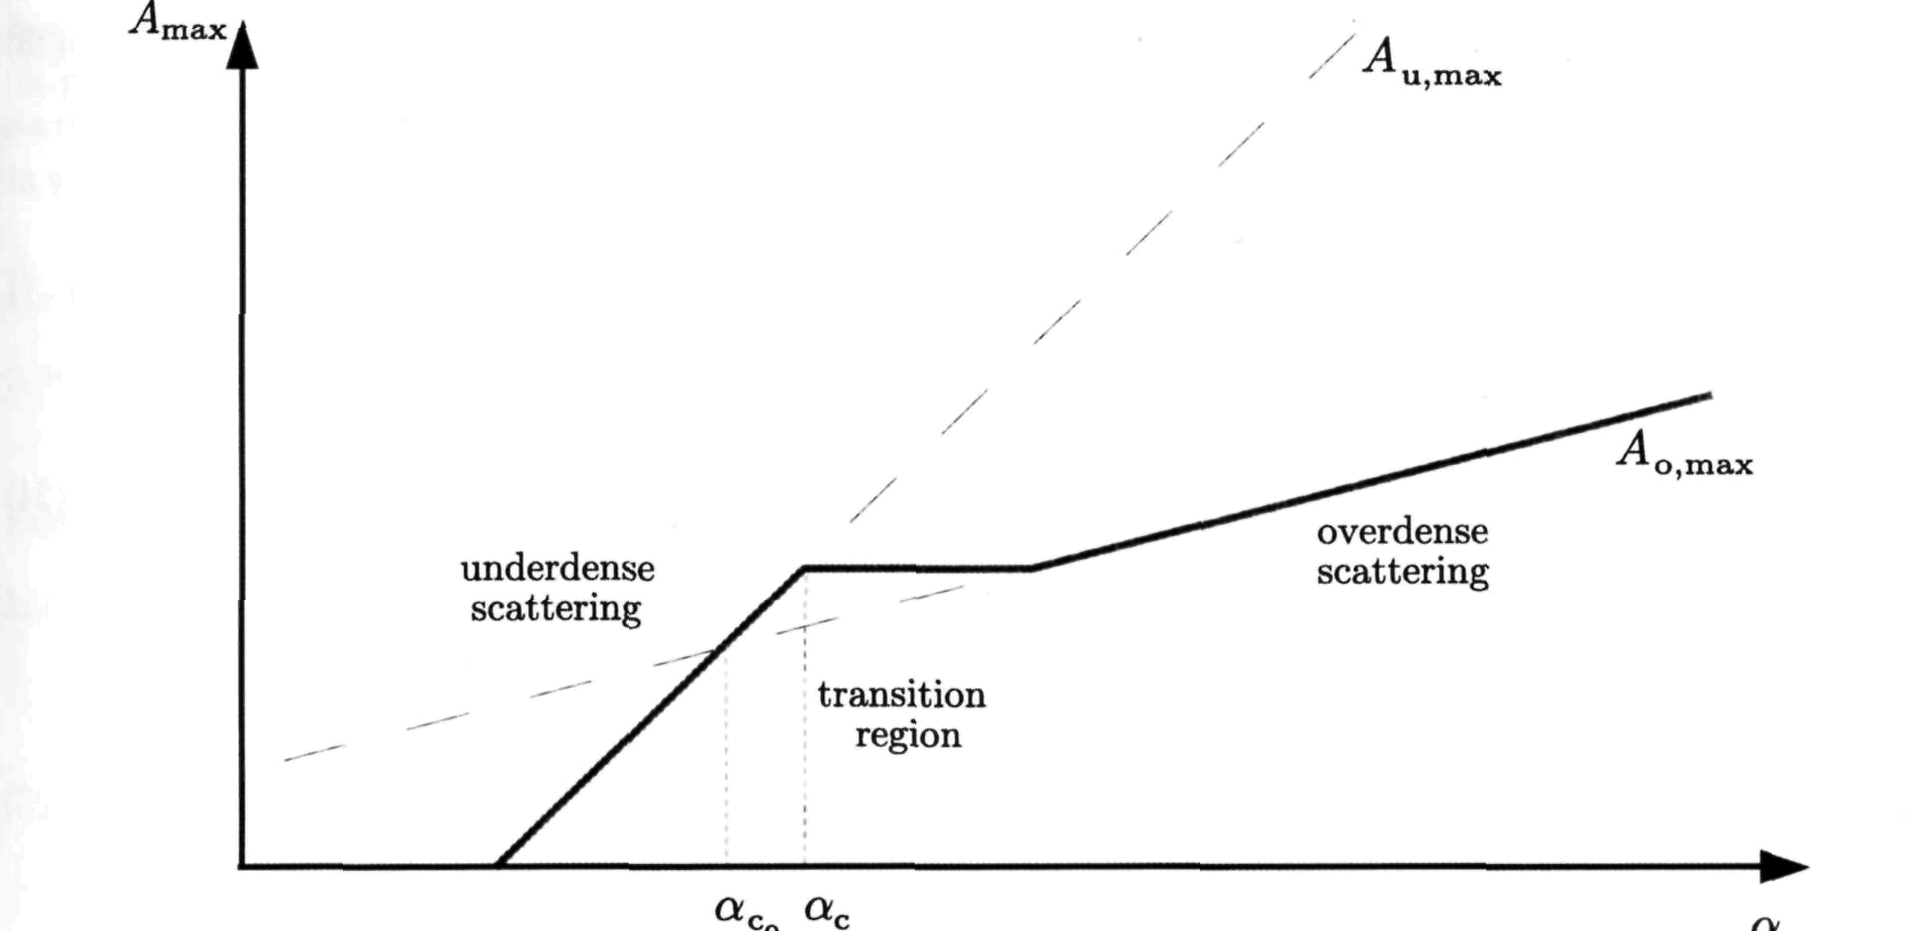 A_max
A_u,max
A_o,max
overdense
scattering
underdense
scattering
transition
region
α_c₀ α_c
α